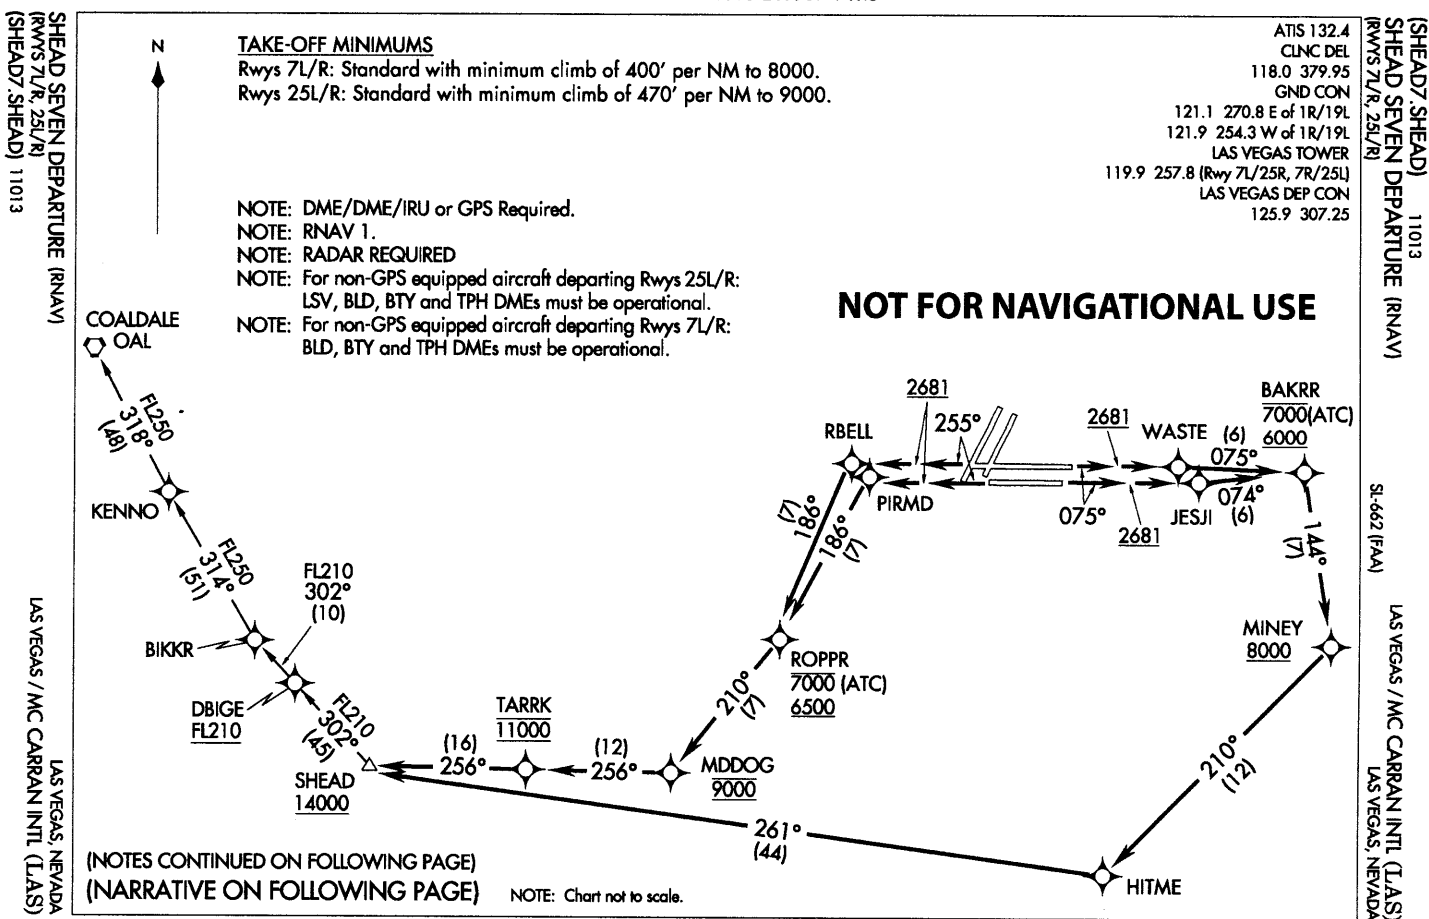 (SHEAD7.SHEAD) 11013
SHEAD SEVEN DEPARTURE (RNAV)
(RWYS 7L/R, 25L/R)
LAS VEGAS / MC CARRAN INTL (LAS)
LAS VEGAS, NEVADA
N
TAKE-OFF MINIMUMS
Rwys 7L/R: Standard with minimum climb of 400' per NM to 8000.
Rwys 25L/R: Standard with minimum climb of 470' per NM to 9000.
NOTE: DME/DME/IRU or GPS Required.
NOTE: RNAV 1.
NOTE: RADAR REQUIRED
NOTE: For non-GPS equipped aircraft departing Rwys 25L/R:
LSV, BLD, BTY and TPH DMEs must be operational.
NOTE: For non-GPS equipped aircraft departing Rwys 7L/R:
BLD, BTY and TPH DMEs must be operational.
ATIS 132.4
CLNC DEL
118.0 379.95
GND CON
121.1 270.8 E of 1R/19L
121.9 254.3 W of 1R/19L
LAS VEGAS TOWER
119.9 257.8 (Rwy 7L/25R, 7R/25L)
LAS VEGAS DEP CON
125.9 307.25
NOT FOR NAVIGATIONAL USE
COALDALE
OAL
FL250
318°
(48)
KENNO
FL250
314°
(51)
BIKKR
FL210
302°
(10)
DBIGE
FL210
FL210
302°
(45)
SHEAD
14000
(16)
256°
TARRK
11000
(12)
256°
MDDOG
9000
210°
(7)
ROPPR
7000 (ATC)
6500
(7)
186°
186°
(7)
RBELL
PIRMD
2681
255°
2681
075°
2681
WASTE
JESJI
(6)
075°
074°
(6)
BAKRR
7000(ATC)
6000
144°
(7)
MINEY
8000
210°
(12)
HITME
261°
(44)
(NOTES CONTINUED ON FOLLOWING PAGE)
(NARRATIVE ON FOLLOWING PAGE)
NOTE: Chart not to scale.
(SHEAD7.SHEAD) 11013
SHEAD SEVEN DEPARTURE (RNAV)
(RWYS 7L/R, 25L/R)
SL-662 (FAA)
LAS VEGAS / MC CARRAN INTL (LAS)
LAS VEGAS, NEVADA